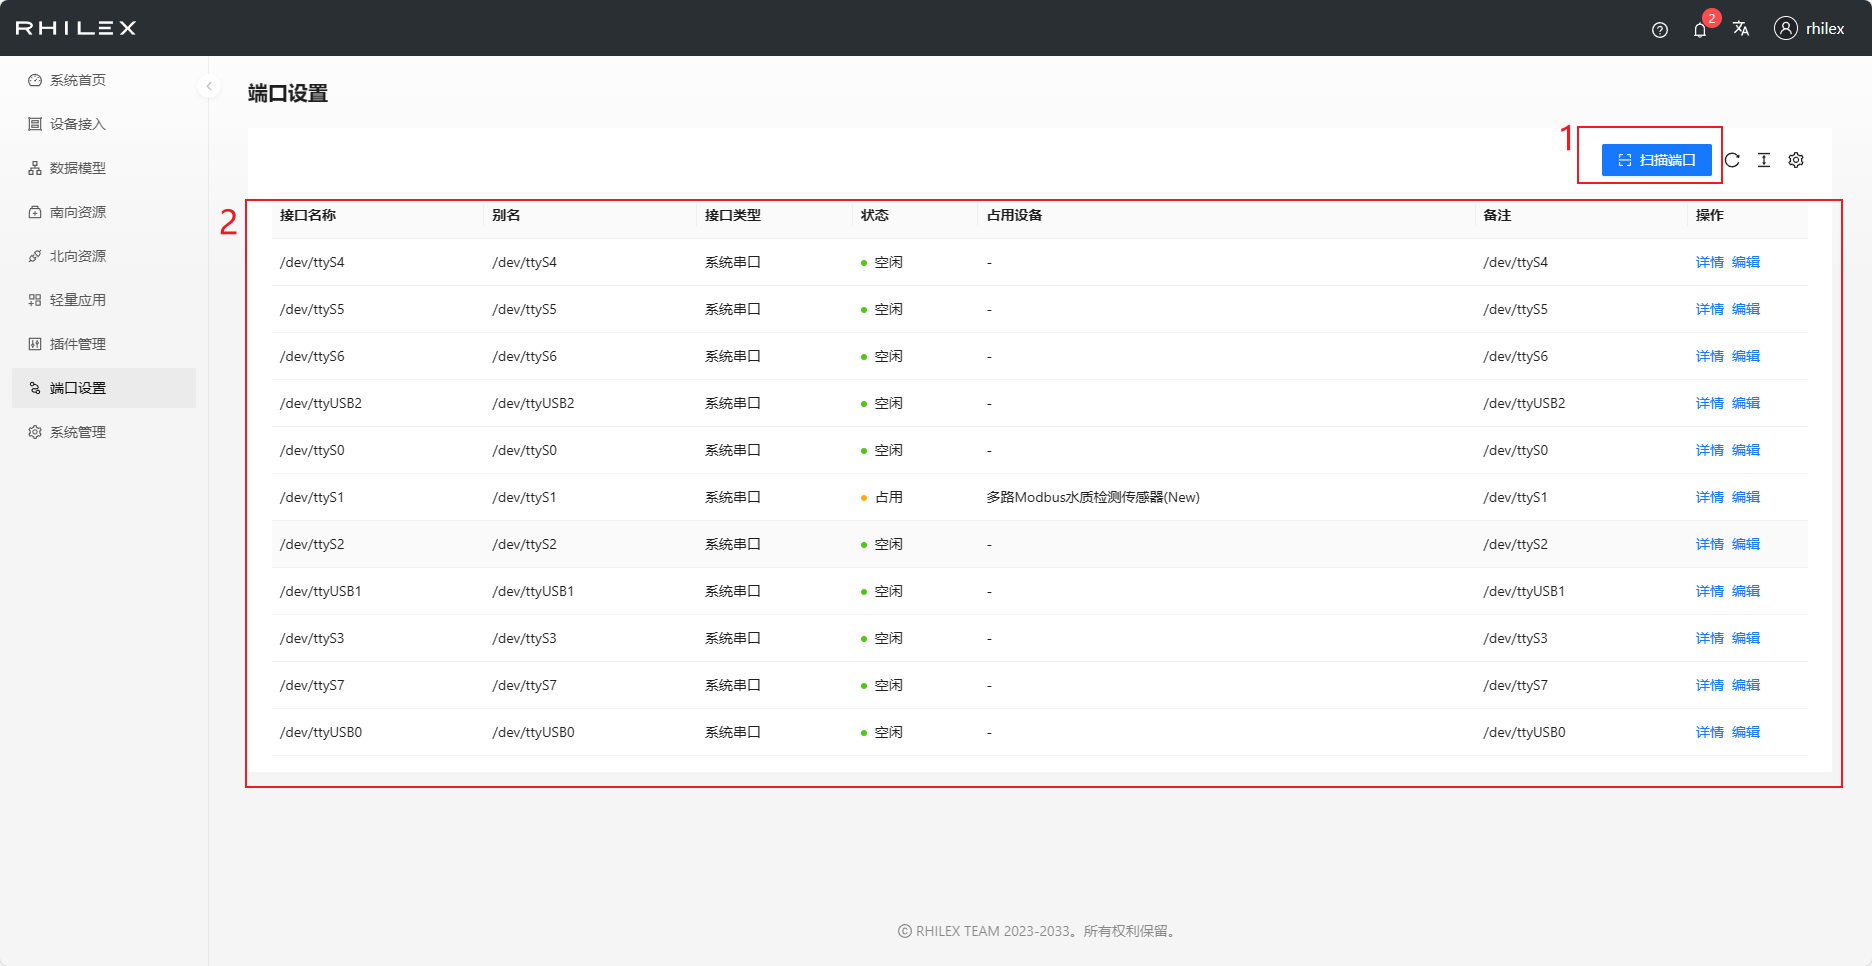 RHILEX
2
rhilex
系统首页
设备接入
数据模型
南向资源
北向资源
轻量应用
插件管理
端口设置
系统管理
端口设置
1
扫描端口
2
接口名称 别名 接口类型 状态 占用设备 备注 操作
/dev/ttyS4 /dev/ttyS4 系统串口 空闲 - /dev/ttyS4 详情 编辑
/dev/ttyS5 /dev/ttyS5 系统串口 空闲 - /dev/ttyS5 详情 编辑
/dev/ttyS6 /dev/ttyS6 系统串口 空闲 - /dev/ttyS6 详情 编辑
/dev/ttyUSB2 /dev/ttyUSB2 系统串口 空闲 - /dev/ttyUSB2 详情 编辑
/dev/ttyS0 /dev/ttyS0 系统串口 空闲 - /dev/ttyS0 详情 编辑
/dev/ttyS1 /dev/ttyS1 系统串口 占用 多路Modbus水质检测传感器(New) /dev/ttyS1 详情 编辑
/dev/ttyS2 /dev/ttyS2 系统串口 空闲 - /dev/ttyS2 详情 编辑
/dev/ttyUSB1 /dev/ttyUSB1 系统串口 空闲 - /dev/ttyUSB1 详情 编辑
/dev/ttyS3 /dev/ttyS3 系统串口 空闲 - /dev/ttyS3 详情 编辑
/dev/ttyS7 /dev/ttyS7 系统串口 空闲 - /dev/ttyS7 详情 编辑
/dev/ttyUSB0 /dev/ttyUSB0 系统串口 空闲 - /dev/ttyUSB0 详情 编辑
© RHILEX TEAM 2023-2033。所有权利保留。